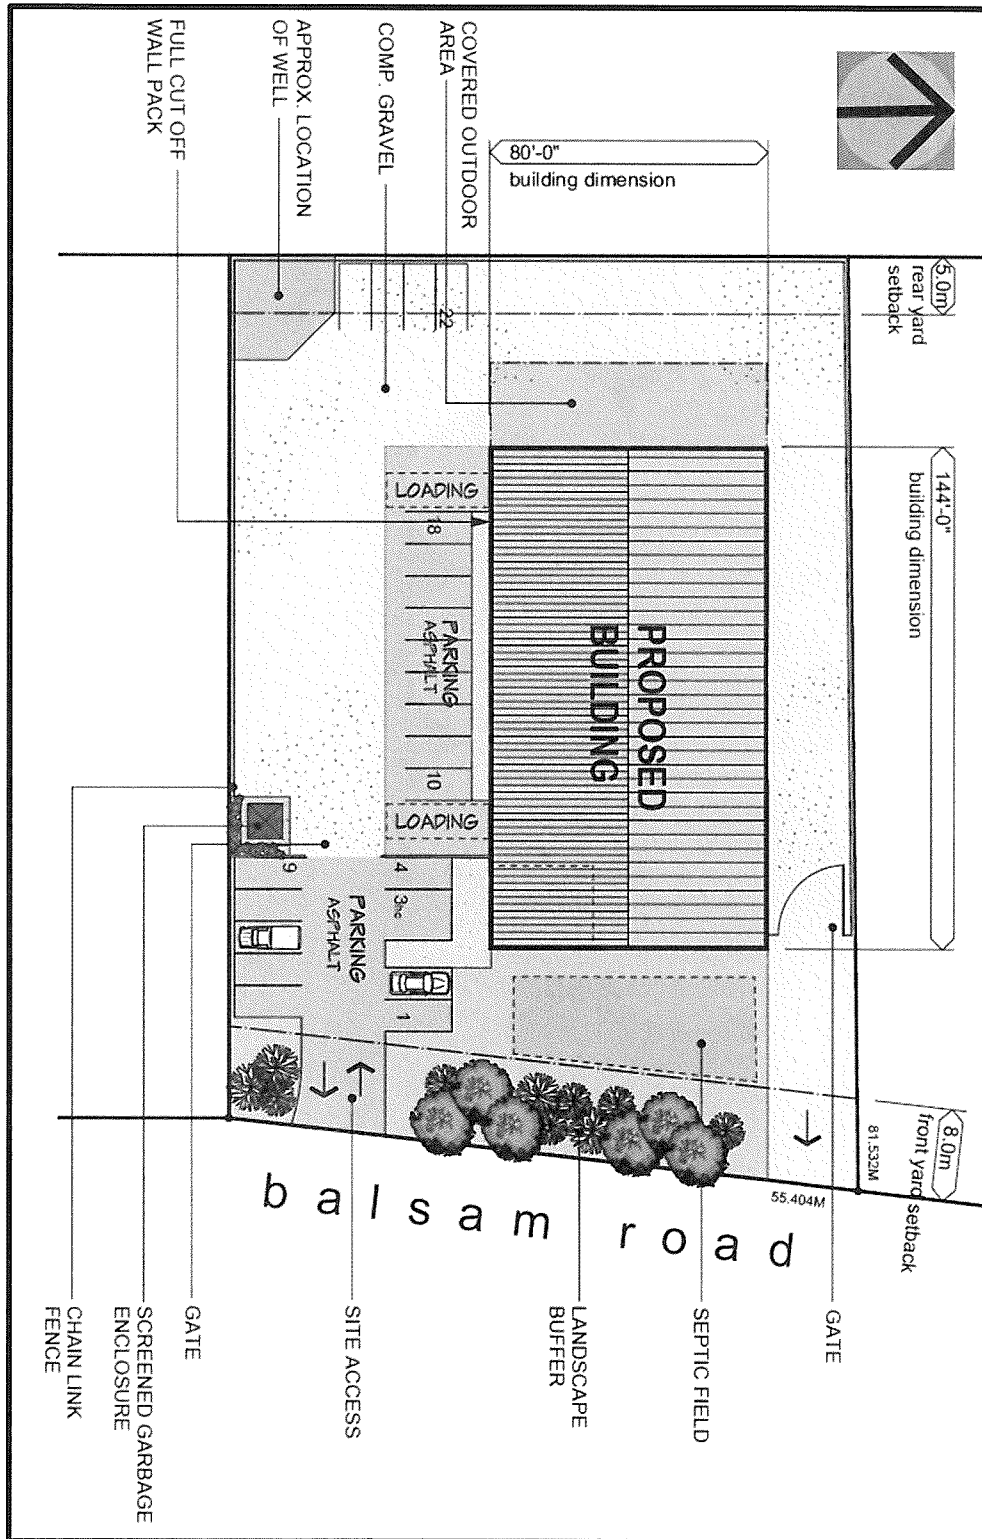 FULL CUT OFF
WALL PACK
APPROX. LOCATION
OF WELL
COMP. GRAVEL
COVERED OUTDOOR
AREA
80'-0"
building dimension
5.0m
rear yard
setback
144'-0"
building dimension
22
LOADING
18
PARKING
ASPHALT
10
LOADING
PROPOSED
BUILDING
9
4
3hc
PARKING
ASPHALT
1
8.0m
front yard setback
81.532M
55.404M
balsam road
CHAIN LINK
FENCE
SCREENED GARBAGE
ENCLOSURE
GATE
SITE ACCESS
LANDSCAPE
BUFFER
SEPTIC FIELD
GATE